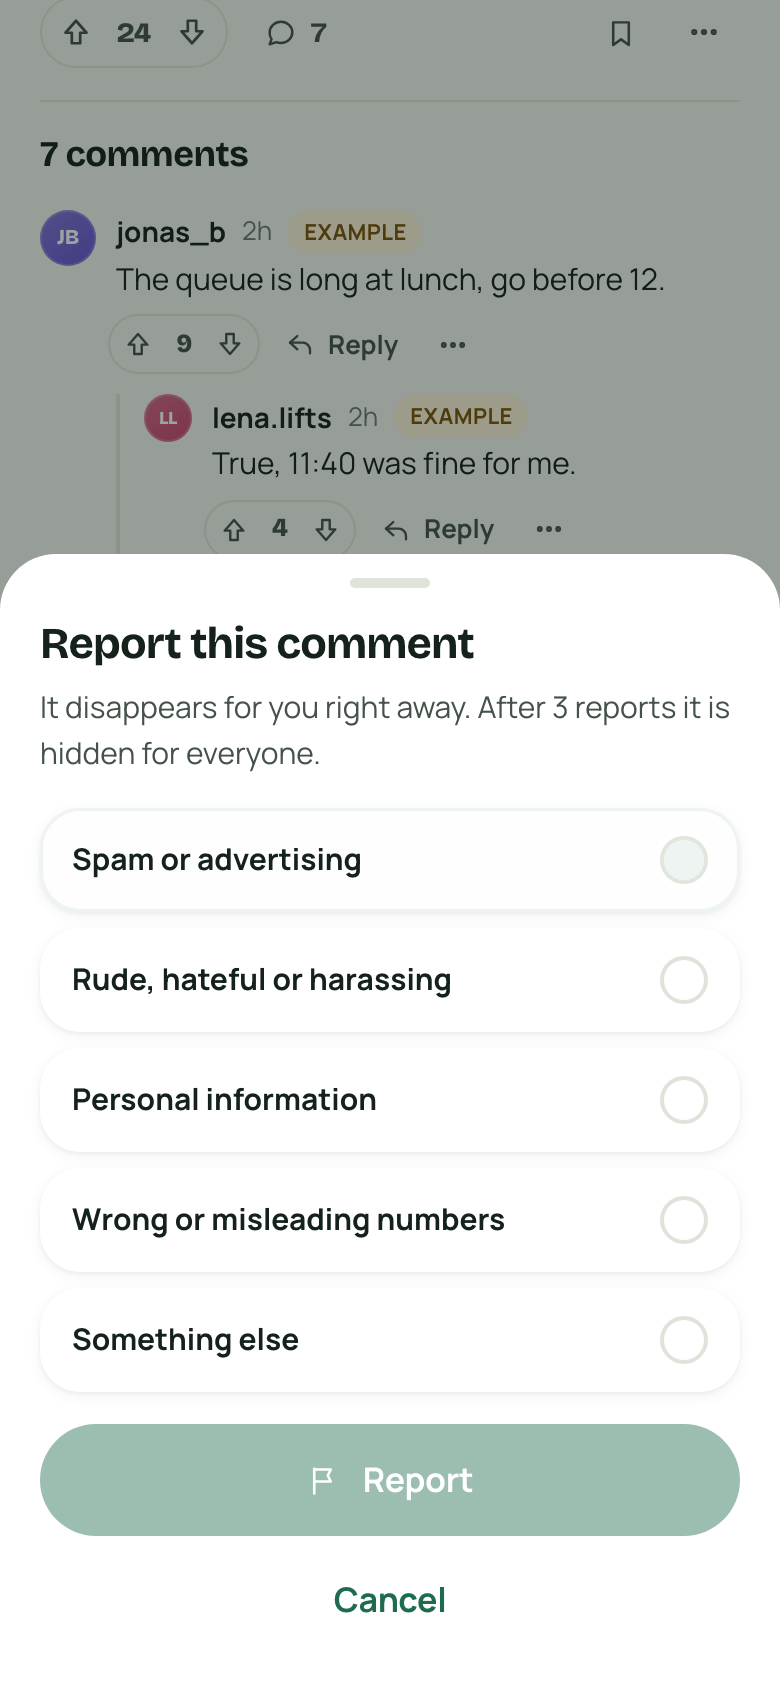 24 7
7 comments
JB jonas_b 2h EXAMPLE
The queue is long at lunch, go before 12.
9 Reply
LL lena.lifts 2h EXAMPLE
True, 11:40 was fine for me.
4 Reply
Report this comment
It disappears for you right away. After 3 reports it is
hidden for everyone.
Spam or advertising
Rude, hateful or harassing
Personal information
Wrong or misleading numbers
Something else
Report
Cancel